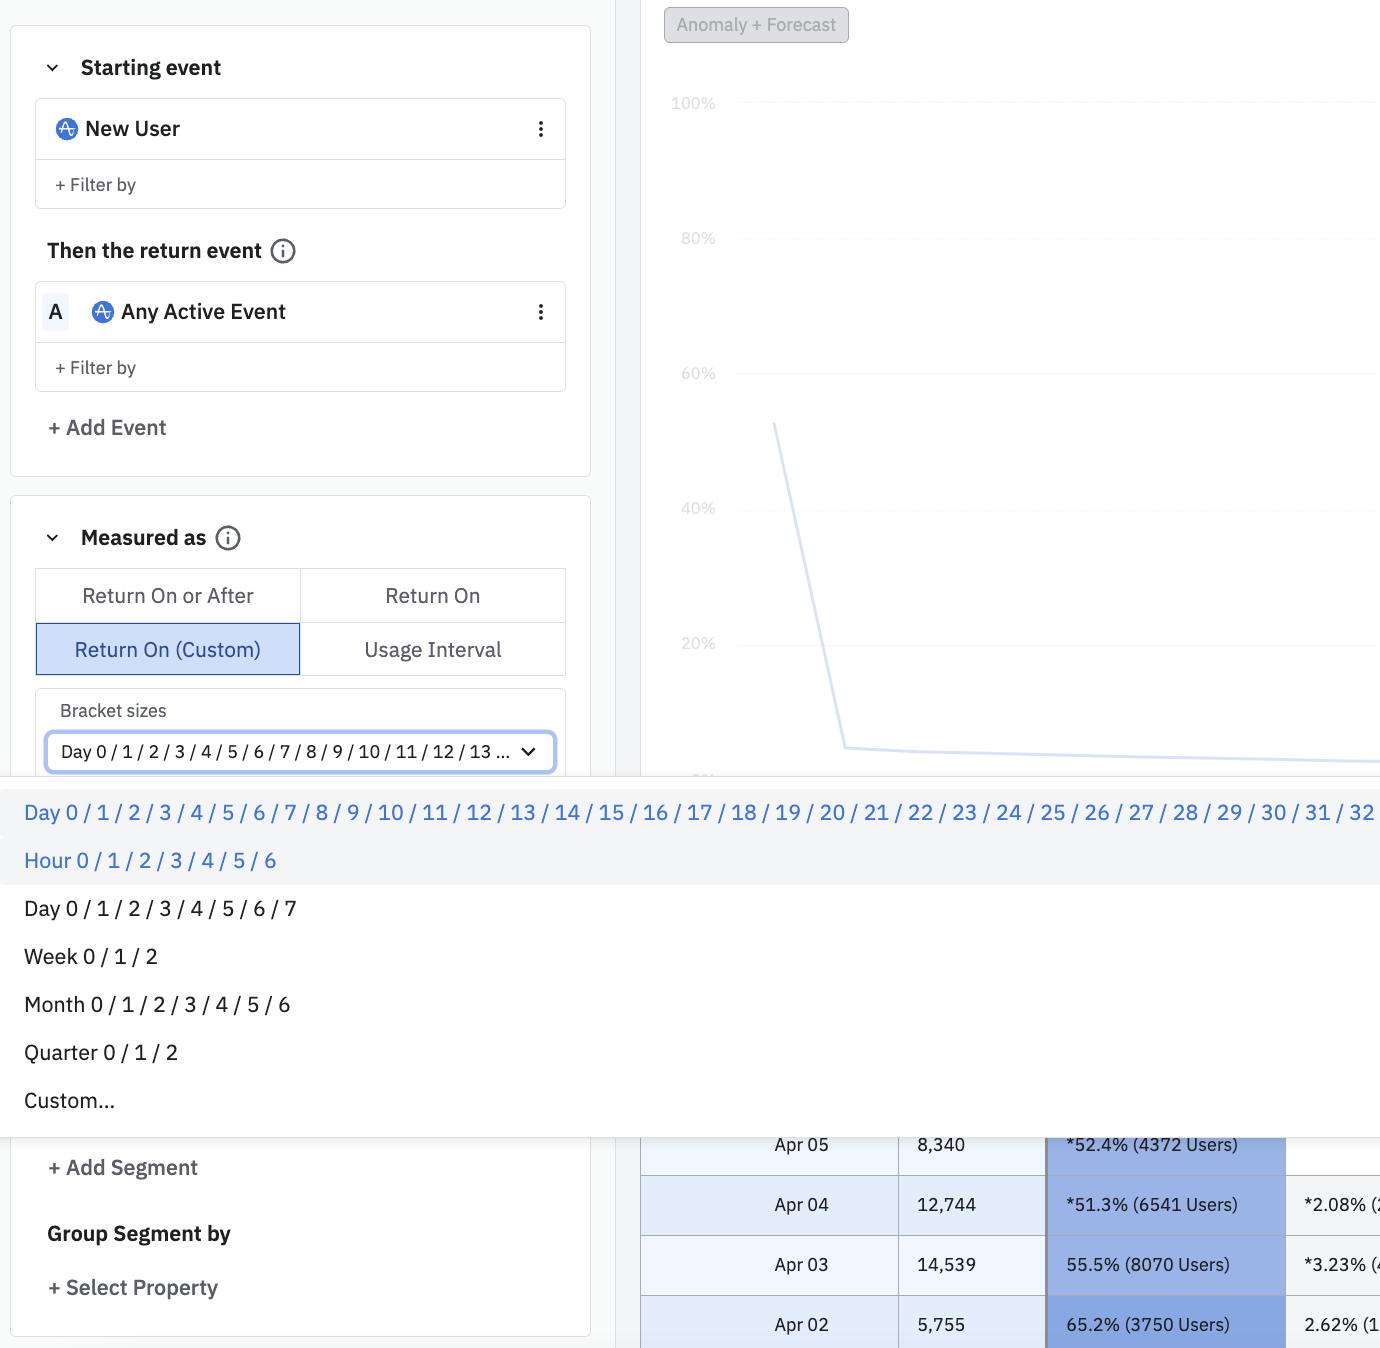 Starting event
New User
+ Filter by
Then the return event
A Any Active Event
+ Filter by
+ Add Event
Measured as
Return On or After
Return On
Return On (Custom)
Usage Interval
Bracket sizes
Day 0 / 1 / 2 / 3 / 4 / 5 / 6 / 7 / 8 / 9 / 10 / 11 / 12 / 13 ...
Day 0 / 1 / 2 / 3 / 4 / 5 / 6 / 7 / 8 / 9 / 10 / 11 / 12 / 13 / 14 / 15 / 16 / 17 / 18 / 19 / 20 / 21 / 22 / 23 / 24 / 25 / 26 / 27 / 28 / 29 / 30 / 31 / 32
Hour 0 / 1 / 2 / 3 / 4 / 5 / 6
Day 0 / 1 / 2 / 3 / 4 / 5 / 6 / 7
Week 0 / 1 / 2
Month 0 / 1 / 2 / 3 / 4 / 5 / 6
Quarter 0 / 1 / 2
Custom...
+ Add Segment
Group Segment by
+ Select Property
Anomaly + Forecast
100%
80%
60%
40%
20%
Apr 05 8,340 *52.4% (4372 Users)
Apr 04 12,744 *51.3% (6541 Users) *2.08%
Apr 03 14,539 55.5% (8070 Users) *3.23%
Apr 02 5,755 65.2% (3750 Users) 2.62%